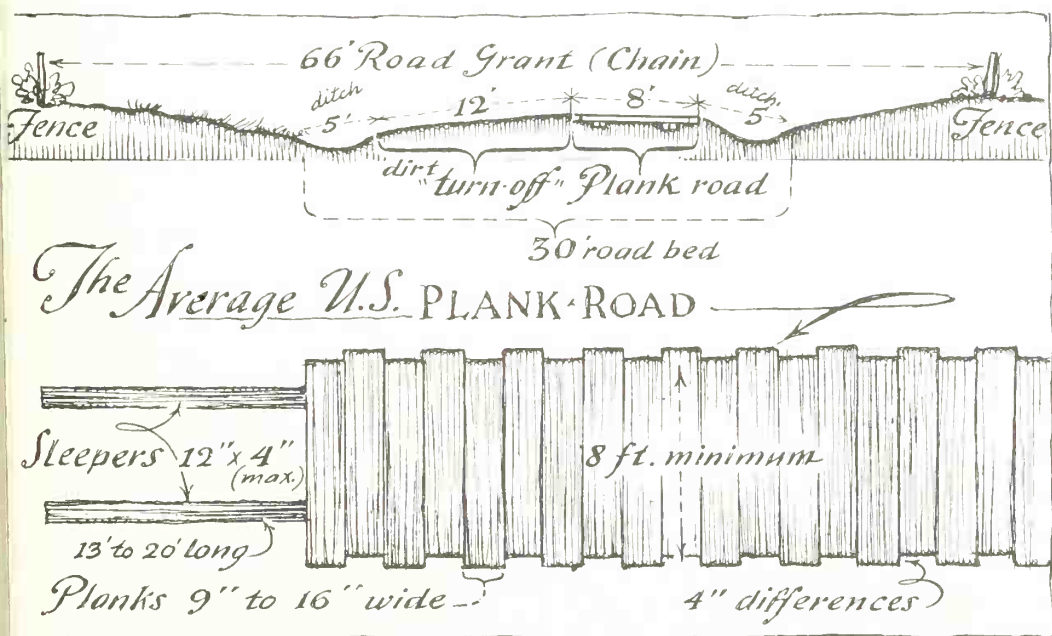 66' Road Grant (Chain)
ditch 12' 8' ditch
5' 5'
Fence Fence
dirt "turn-off" Plank road
30' road bed
The Average U.S. PLANK-ROAD
Sleepers 12" x 4"
(max.)
8 ft. minimum
13' to 20' long
Planks 9" to 16" wide
4" differences